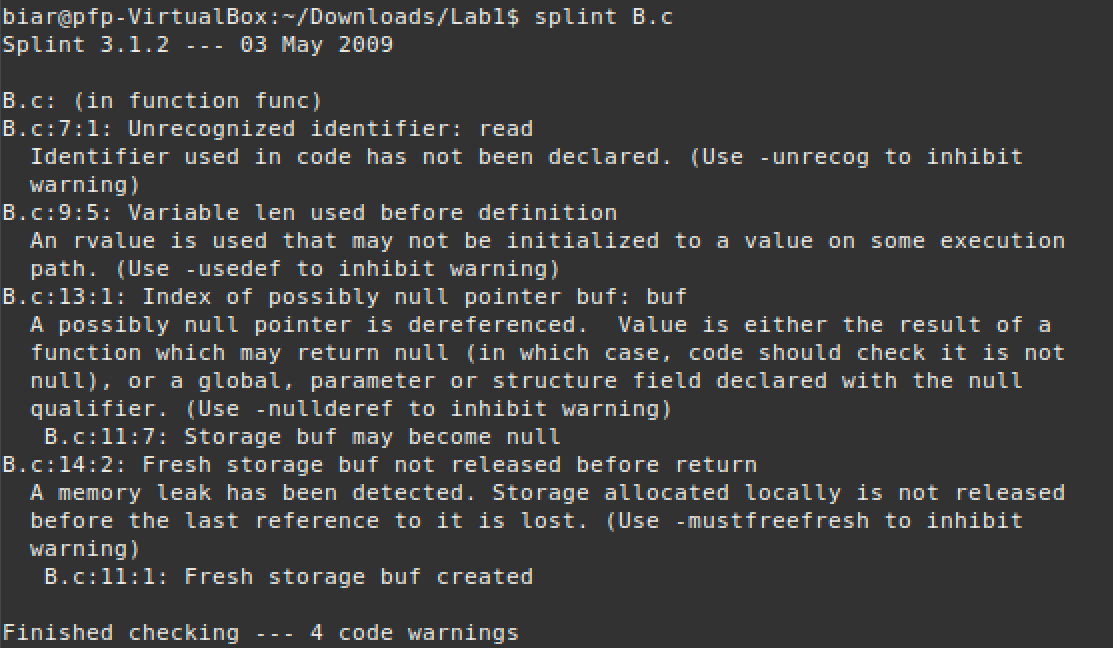 biar@pfp-VirtualBox:~/Downloads/Lab1$ splint B.c
Splint 3.1.2 --- 03 May 2009

B.c: (in function func)
B.c:7:1: Unrecognized identifier: read
  Identifier used in code has not been declared. (Use -unrecog to inhibit
  warning)
B.c:9:5: Variable len used before definition
  An rvalue is used that may not be initialized to a value on some execution
  path. (Use -usedef to inhibit warning)
B.c:13:1: Index of possibly null pointer buf: buf
  A possibly null pointer is dereferenced.  Value is either the result of a
  function which may return null (in which case, code should check it is not
  null), or a global, parameter or structure field declared with the null
  qualifier. (Use -nullderef to inhibit warning)
   B.c:11:7: Storage buf may become null
B.c:14:2: Fresh storage buf not released before return
  A memory leak has been detected. Storage allocated locally is not released
  before the last reference to it is lost. (Use -mustfreefresh to inhibit
  warning)
   B.c:11:1: Fresh storage buf created

Finished checking --- 4 code warnings